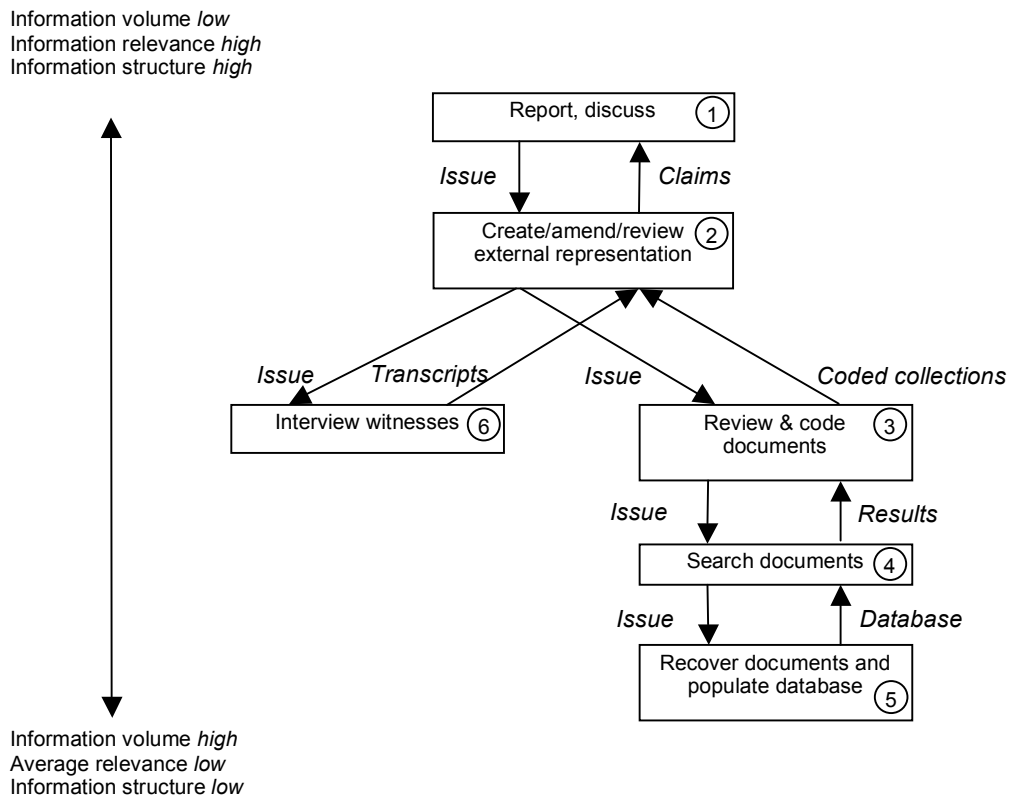 Information volume low
Information relevance high
Information structure high
Report, discuss
1
Issue
Claims
Create/amend/review
external representation
2
Issue
Transcripts
Issue
Coded collections
Interview witnesses
6
Review & code
documents
3
Issue
Results
Search documents
4
Issue
Database
Recover documents and
populate database
5
Information volume high
Average relevance low
Information structure low